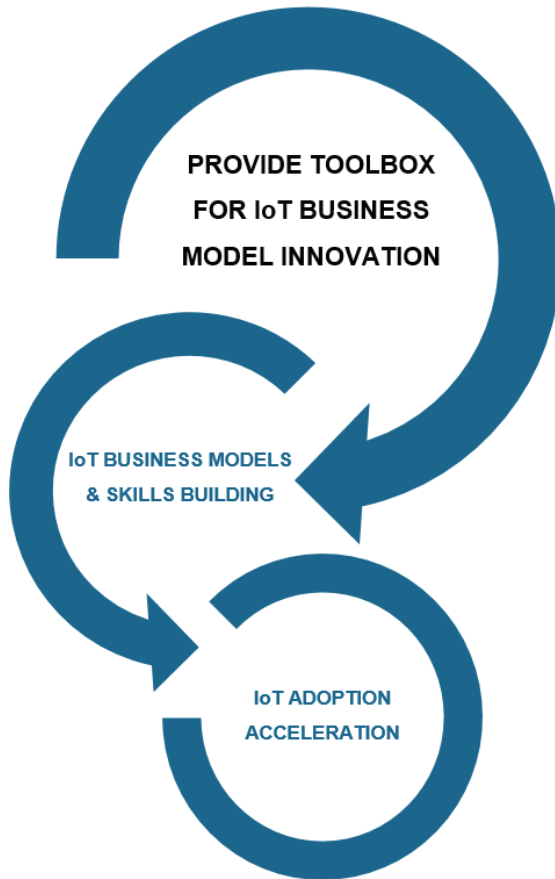 PROVIDE TOOLBOX
FOR IoT BUSINESS
MODEL INNOVATION
IoT BUSINESS MODELS
& SKILLS BUILDING
IoT ADOPTION
ACCELERATION